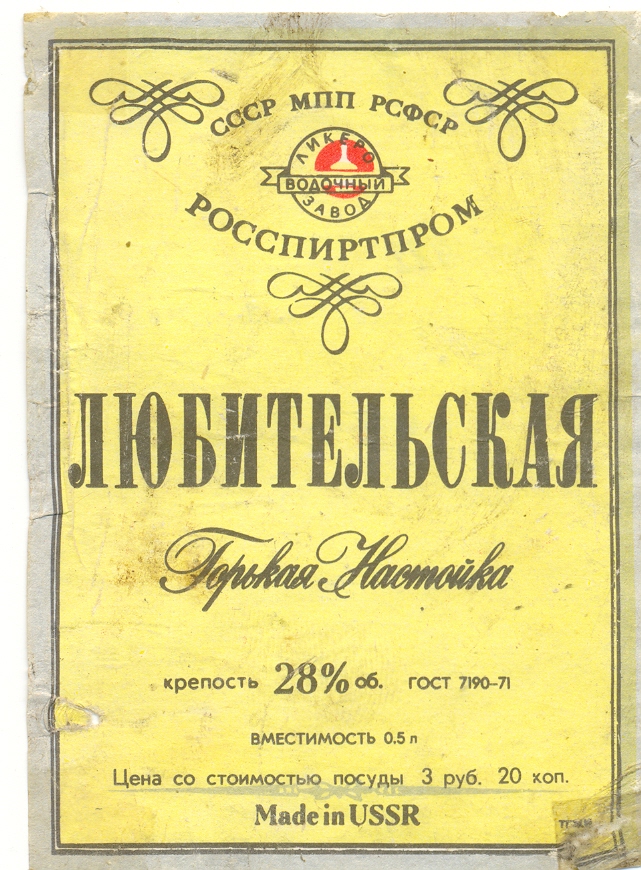 СССР МПП РСФСР
ЛИКЕРО
ВОДОЧНЫЙ
ЗАВОД
РОССПИРТПРОМ
ЛЮБИТЕЛЬСКАЯ
Горькая Настойка
крепость 28% об. ГОСТ 7190–71
ВМЕСТИМОСТЬ 0.5 л
Цена со стоимостью посуды 3 руб. 20 коп.
Made in USSR